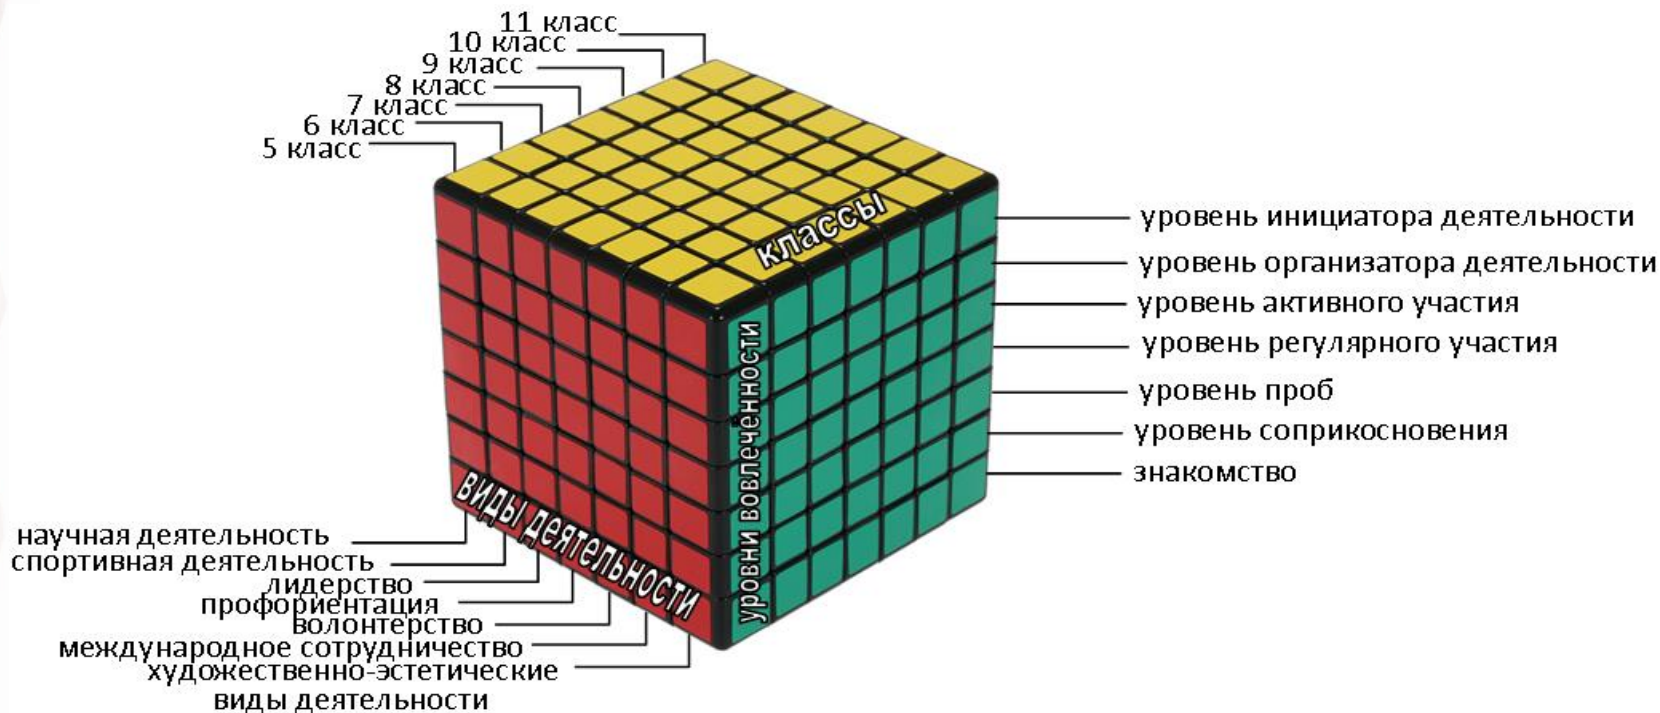 11 класс
10 класс
9 класс
8 класс
7 класс
6 класс
5 класс
классы
уровень инициатора деятельности
уровень организатора деятельности
уровень активного участия
уровень регулярного участия
уровень проб
уровень соприкосновения
знакомство
уровни вовлеченности
виды деятельности
научная деятельность
спортивная деятельность
лидерство
профориентация
волонтерство
международное сотрудничество
художественно-эстетические
виды деятельности